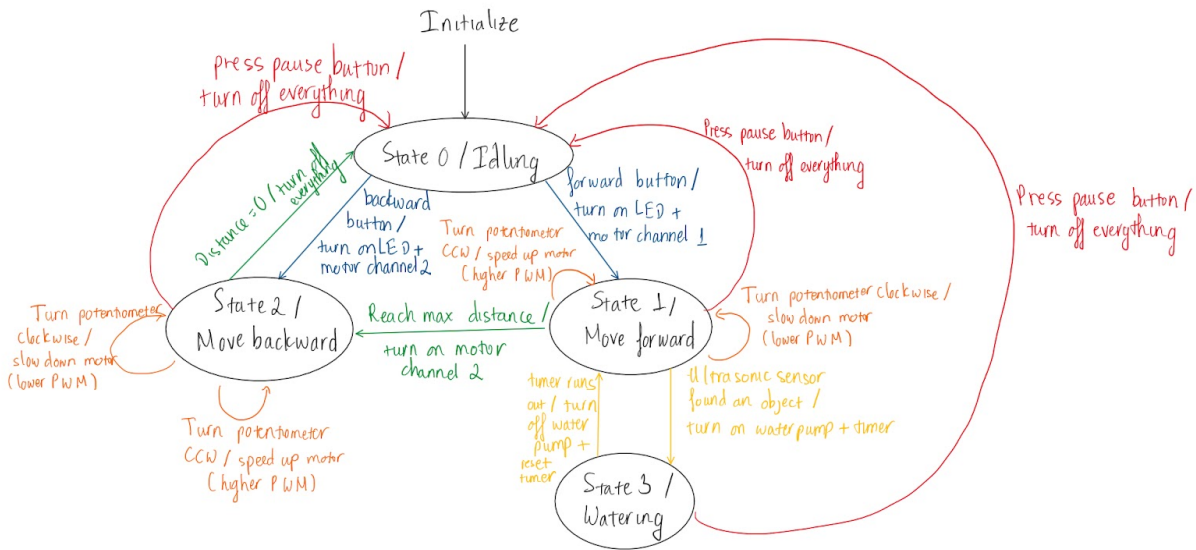 Initialize
press pause button /
turn off everything
State 0 / Idling
Distance = 0 / turn off
everything
backward
button /
turn on LED +
motor channel 2
forward button /
turn on LED +
motor channel 1
Press pause button /
turn off everything
Press pause button /
turn off everything
Turn potentiometer
CCW / speed up motor
(higher PWM)
State 2 /
Move backward
Reach max distance /
turn on motor
channel 2
State 1 /
Move forward
Turn potentiometer clockwise /
slow down motor
(lower PWM)
Turn potentiometer
clockwise /
slow down motor
(lower PWM)
Turn potentiometer
CCW / speed up motor
(higher PWM)
timer runs
out / turn
off water
pump +
reset
timer
Ultrasonic sensor
found an object /
turn on water pump + timer
State 3 /
Watering